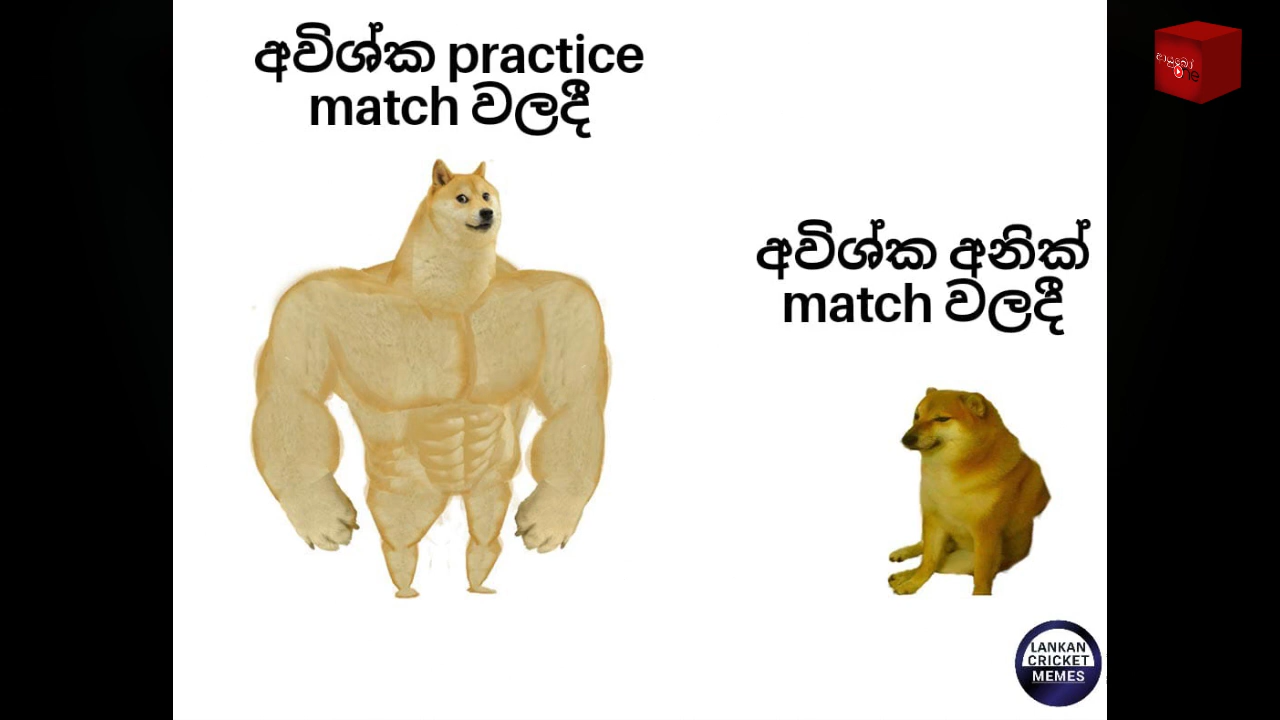 අවිශ්ක practice
match වලදී
අවිශ්ක අනික්
match වලදී
LANKAN
CRICKET
MEMES